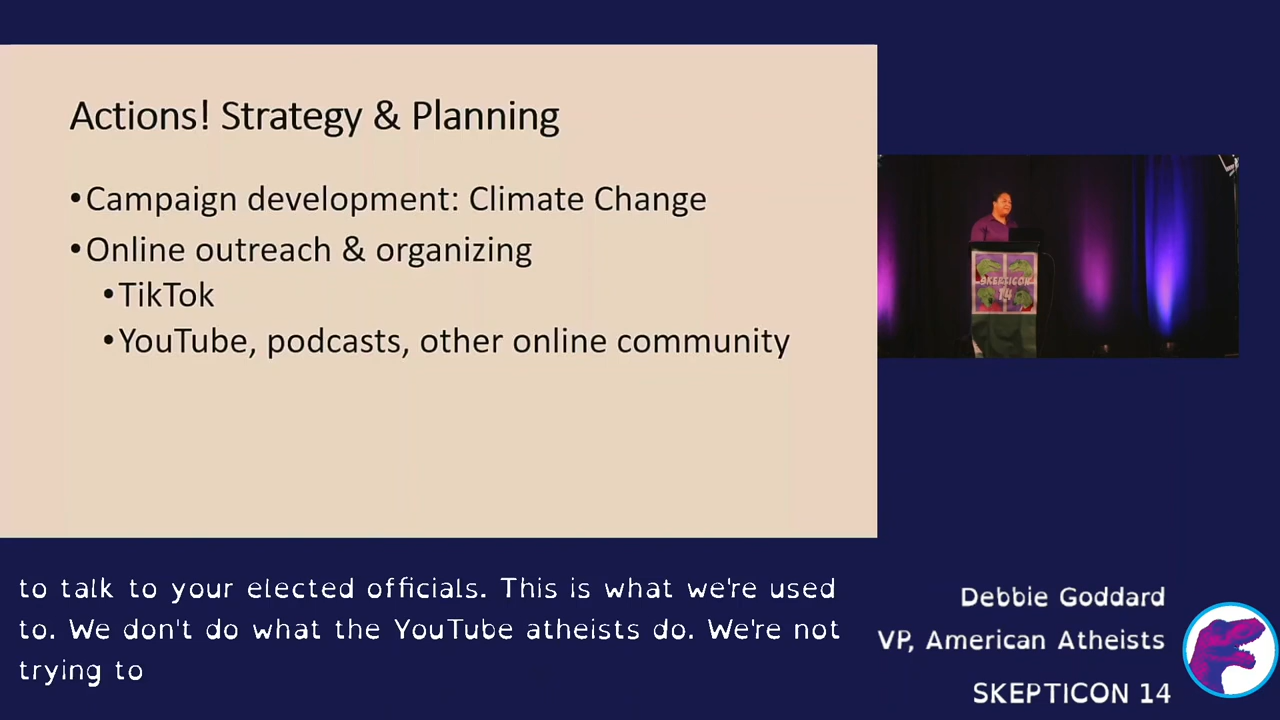 Actions! Strategy & Planning
•Campaign development: Climate Change
•Online outreach & organizing
•TikTok
•YouTube, podcasts, other online community
SKEPTICON
14
to talk to your elected officials. This is what we're used
to. We don't do what the YouTube atheists do. We're not
trying to
Debbie Goddard
VP, American Atheists
SKEPTICON 14